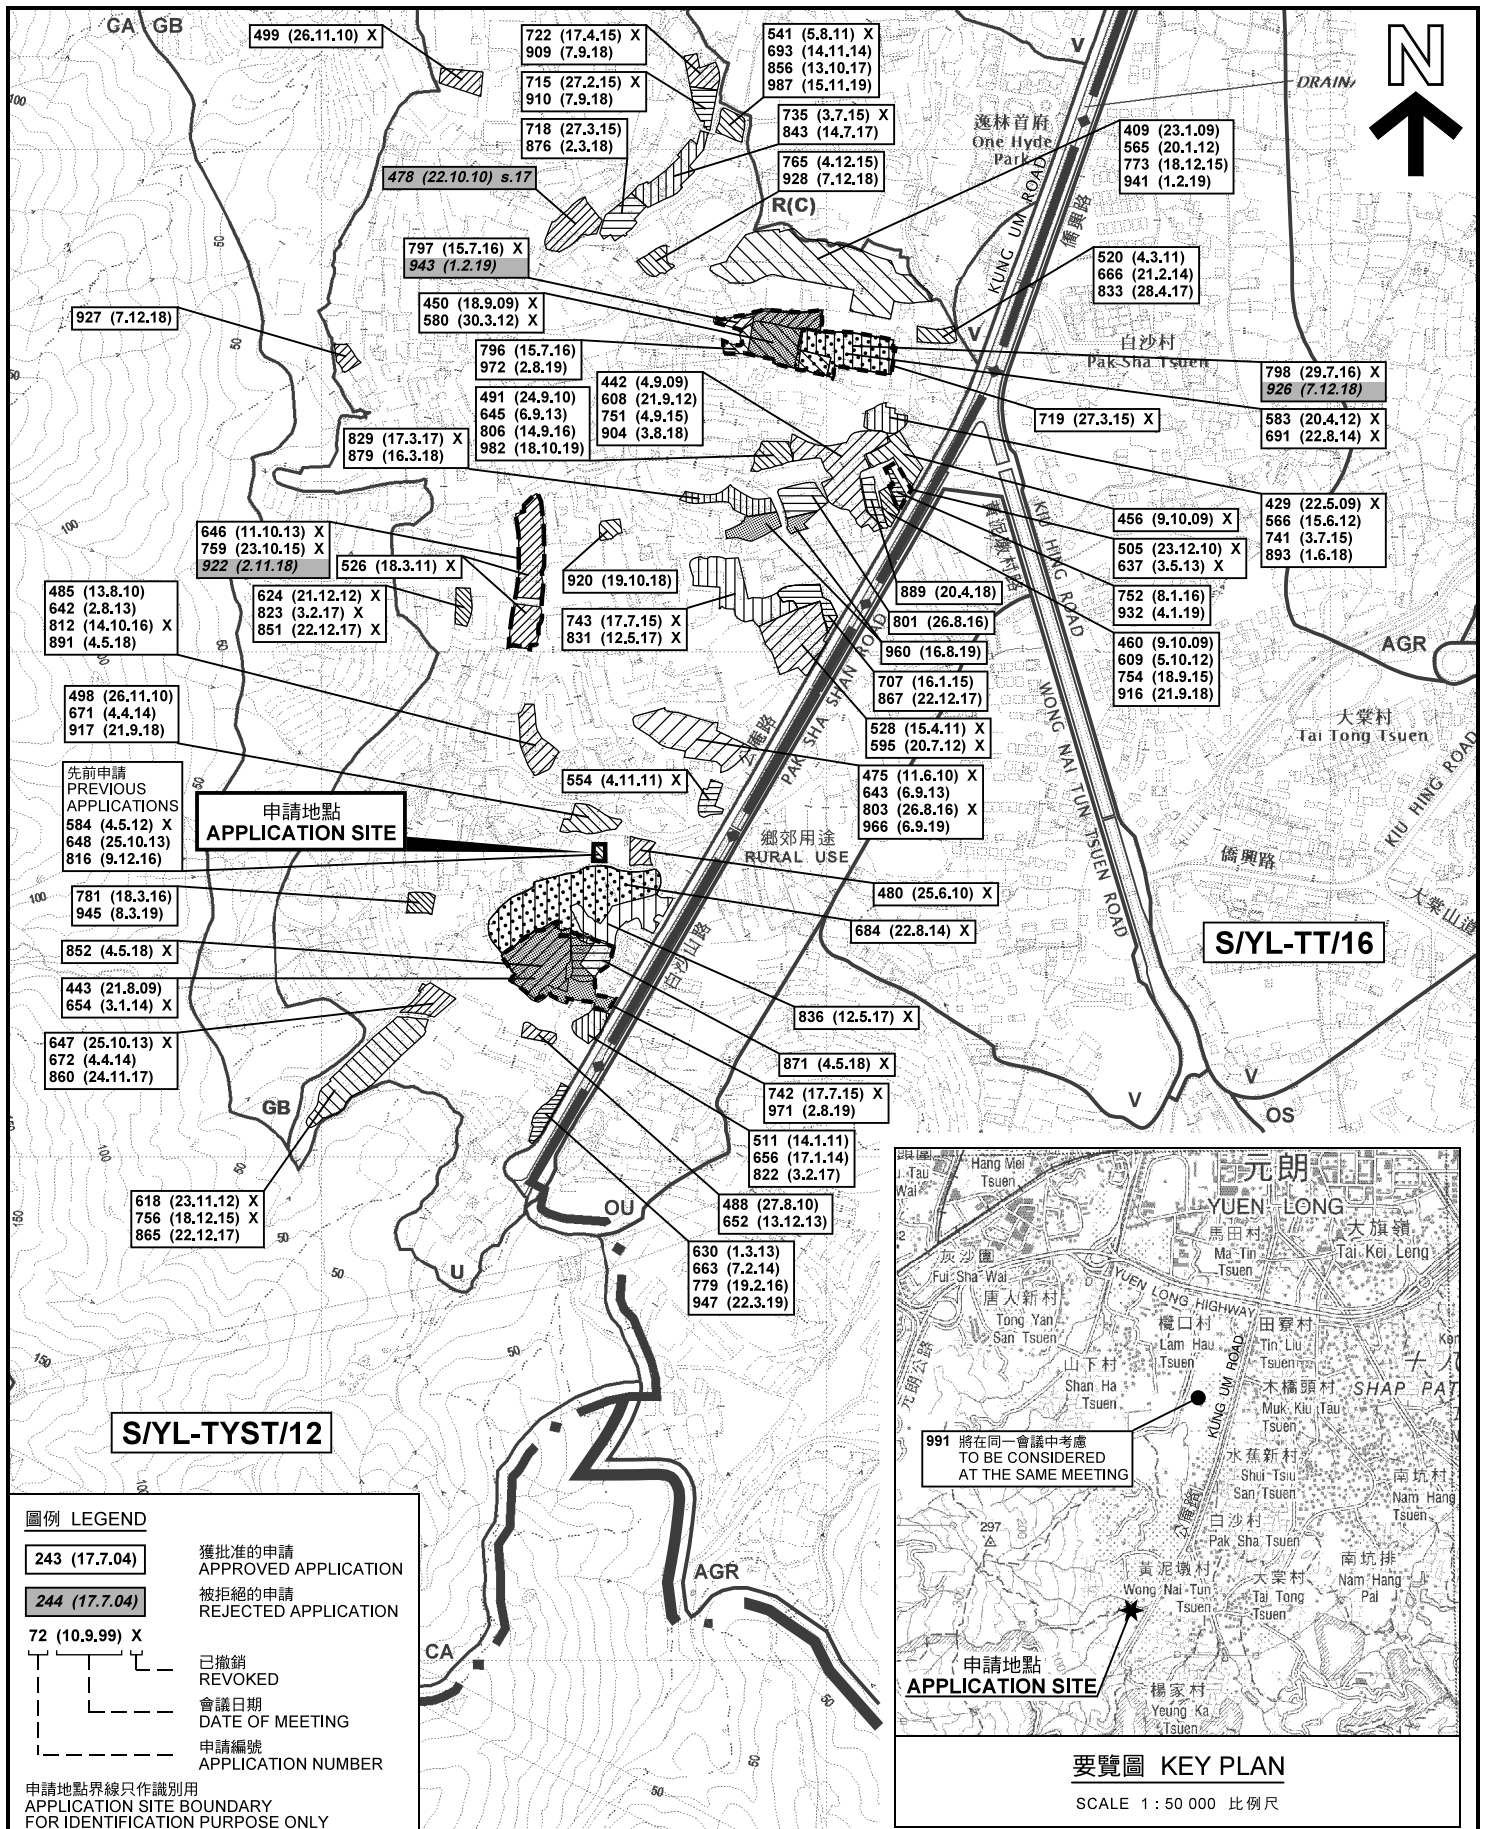 GA GB
499 (26.11.10) X
722 (17.4.15) X
909 (7.9.18)
541 (5.8.11) X
693 (14.11.14)
856 (13.10.17)
987 (15.11.19)
V
N
DRAIN
715 (27.2.15) X
910 (7.9.18)
735 (3.7.15) X
843 (14.7.17)
逸林首府
One Hyde
Park
409 (23.1.09)
565 (20.1.12)
773 (18.12.15)
941 (1.2.19)
718 (27.3.15)
876 (2.3.18)
765 (4.12.15)
928 (7.12.18)
478 (22.10.10) s.17
R(C)
KUNG UM ROAD
僑興路
797 (15.7.16) X
943 (1.2.19)
520 (4.3.11)
666 (21.2.14)
833 (28.4.17)
450 (18.9.09) X
580 (30.3.12) X
927 (7.12.18)
V
白沙村
Pak Sha Tsuen
796 (15.7.16)
972 (2.8.19)
798 (29.7.16) X
926 (7.12.18)
442 (4.9.09)
608 (21.9.12)
751 (4.9.15)
904 (3.8.18)
491 (24.9.10)
645 (6.9.13)
806 (14.9.16)
982 (18.10.19)
719 (27.3.15) X
583 (20.4.12) X
691 (22.8.14) X
829 (17.3.17) X
879 (16.3.18)
429 (22.5.09) X
566 (15.6.12)
741 (3.7.15)
893 (1.6.18)
456 (9.10.09) X
646 (11.10.13) X
759 (23.10.15) X
922 (2.11.18)
505 (23.12.10) X
637 (3.5.13) X
KIU HING ROAD
526 (18.3.11) X
920 (19.10.18)
485 (13.8.10)
642 (2.8.13)
812 (14.10.16) X
891 (4.5.18)
624 (21.12.12) X
823 (3.2.17) X
851 (22.12.17) X
889 (20.4.18)
752 (8.1.16)
932 (4.1.19)
743 (17.7.15) X
831 (12.5.17) X
801 (26.8.16)
960 (16.8.19)
460 (9.10.09)
609 (5.10.12)
754 (18.9.15)
916 (21.9.18)
AGR
498 (26.11.10)
671 (4.4.14)
917 (21.9.18)
707 (16.1.15)
867 (22.12.17)
大棠村
Tai Tong Tsuen
528 (15.4.11) X
595 (20.7.12) X
公庵路
PAK SHA SHAN ROAD
WONG NAI TUN TSUEN ROAD
KIU HING ROAD
先前申請
PREVIOUS
APPLICATIONS
584 (4.5.12) X
648 (25.10.13)
816 (9.12.16)
554 (4.11.11) X
475 (11.6.10) X
643 (6.9.13)
803 (26.8.16) X
966 (6.9.19)
申請地點
APPLICATION SITE
鄉郊用途
RURAL USE
僑興路
大棠山道
480 (25.6.10) X
781 (18.3.16)
945 (8.3.19)
684 (22.8.14) X
白沙山路
S/YL-TT/16
852 (4.5.18) X
443 (21.8.09)
654 (3.1.14) X
836 (12.5.17) X
647 (25.10.13) X
672 (4.4.14)
860 (24.11.17)
871 (4.5.18) X
742 (17.7.15) X
971 (2.8.19)
GB
V
V
OS
511 (14.1.11)
656 (17.1.14)
822 (3.2.17)
618 (23.11.12) X
756 (18.12.15) X
865 (22.12.17)
488 (27.8.10)
652 (13.12.13)
OU
U
630 (1.3.13)
663 (7.2.14)
779 (19.2.16)
947 (22.3.19)
S/YL-TYST/12
AGR
CA
圖例 LEGEND
243 (17.7.04)
獲批准的申請
APPROVED APPLICATION
244 (17.7.04)
被拒絕的申請
REJECTED APPLICATION
72 (10.9.99) X
已撤銷
REVOKED
會議日期
DATE OF MEETING
申請編號
APPLICATION NUMBER
申請地點界線只作識別用
APPLICATION SITE BOUNDARY
FOR IDENTIFICATION PURPOSE ONLY
Hang Mei
Tsuen
元朗
YUEN LONG
馬田村
Ma Tin
Tsuen
大旗嶺
Tai Kei Leng
灰沙圍
Fui Sha Wai
YUEN LONG HIGHWAY
唐人新村
Tong Yan
San Tsuen
欖口村
Lam Hau
Tsuen
田寮村
Tin Liu
Tsuen
元朗公路
山下村
Shan Ha
Tsuen
KUNG UM ROAD
木橋頭村
Muk Kiu Tau
Tsuen
SHAP PAT
991 將在同一會議中考慮
TO BE CONSIDERED
AT THE SAME MEETING
水蕉新村
Shui Tsiu
San Tsuen
南坑村
Nam Hang
Tsuen
公庵路
白沙村
Pak Sha Tsuen
297
黃泥墩村
Wong Nai Tun
Tsuen
大棠村
Tai Tong
Tsuen
南坑排
Nam Hang
Pai
申請地點
APPLICATION SITE
楊家村
Yeung Ka
Tsuen
要覽圖 KEY PLAN
SCALE 1 : 50 000 比例尺